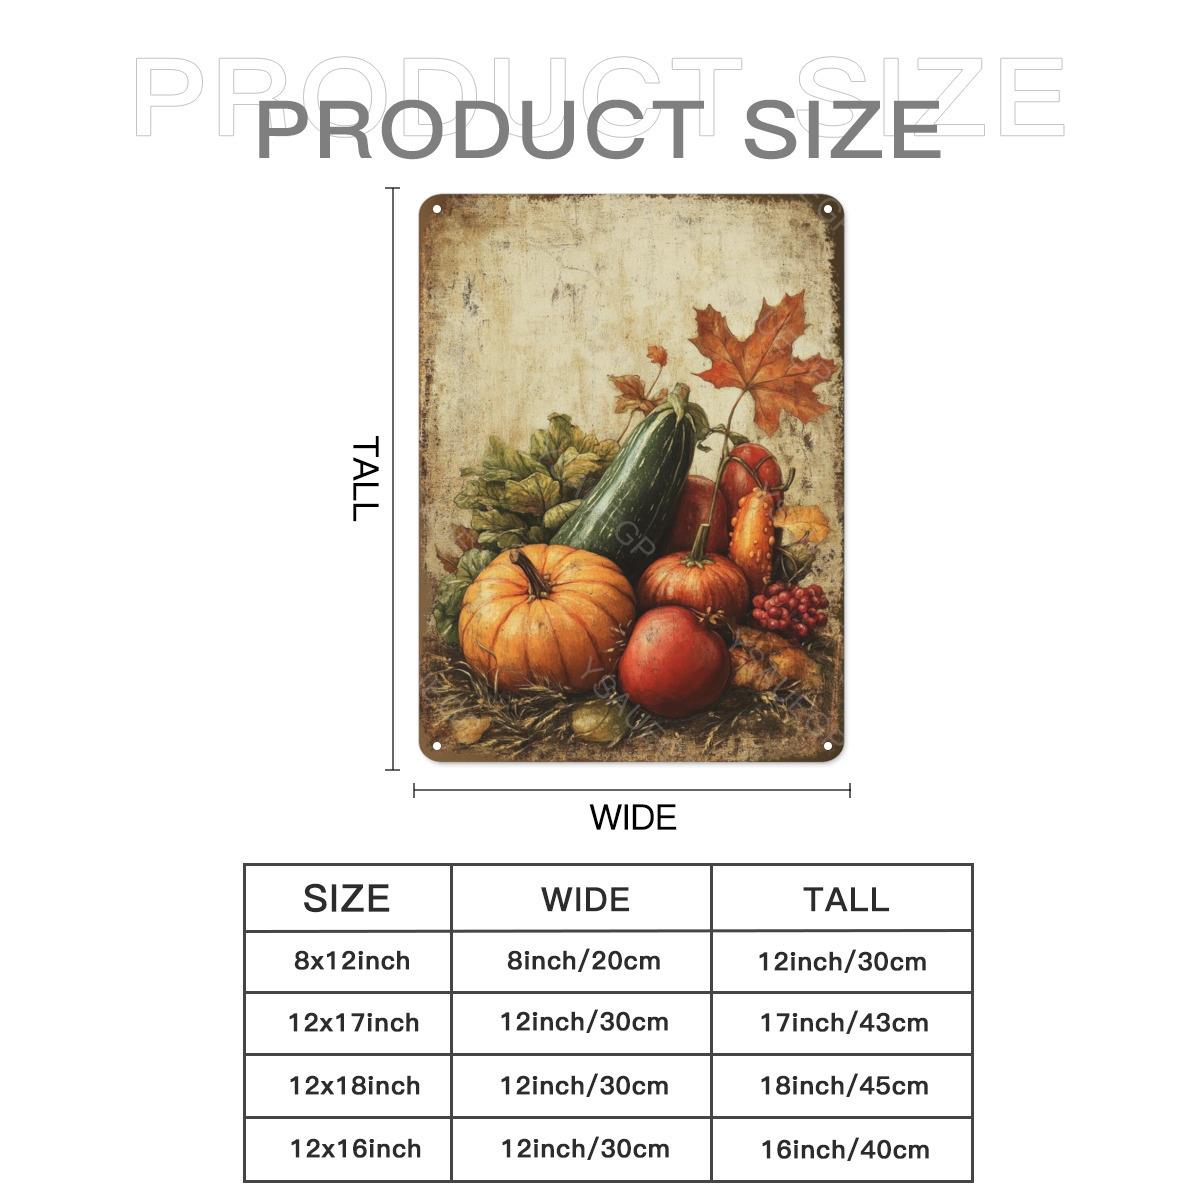 PRODUCT SIZE
PRODUCT SIZE
TALL
WIDE
SIZE WIDE TALL
8x12inch 8inch/20cm 12inch/30cm
12x17inch 12inch/30cm 17inch/43cm
12x18inch 12inch/30cm 18inch/45cm
12x16inch 12inch/30cm 16inch/40cm